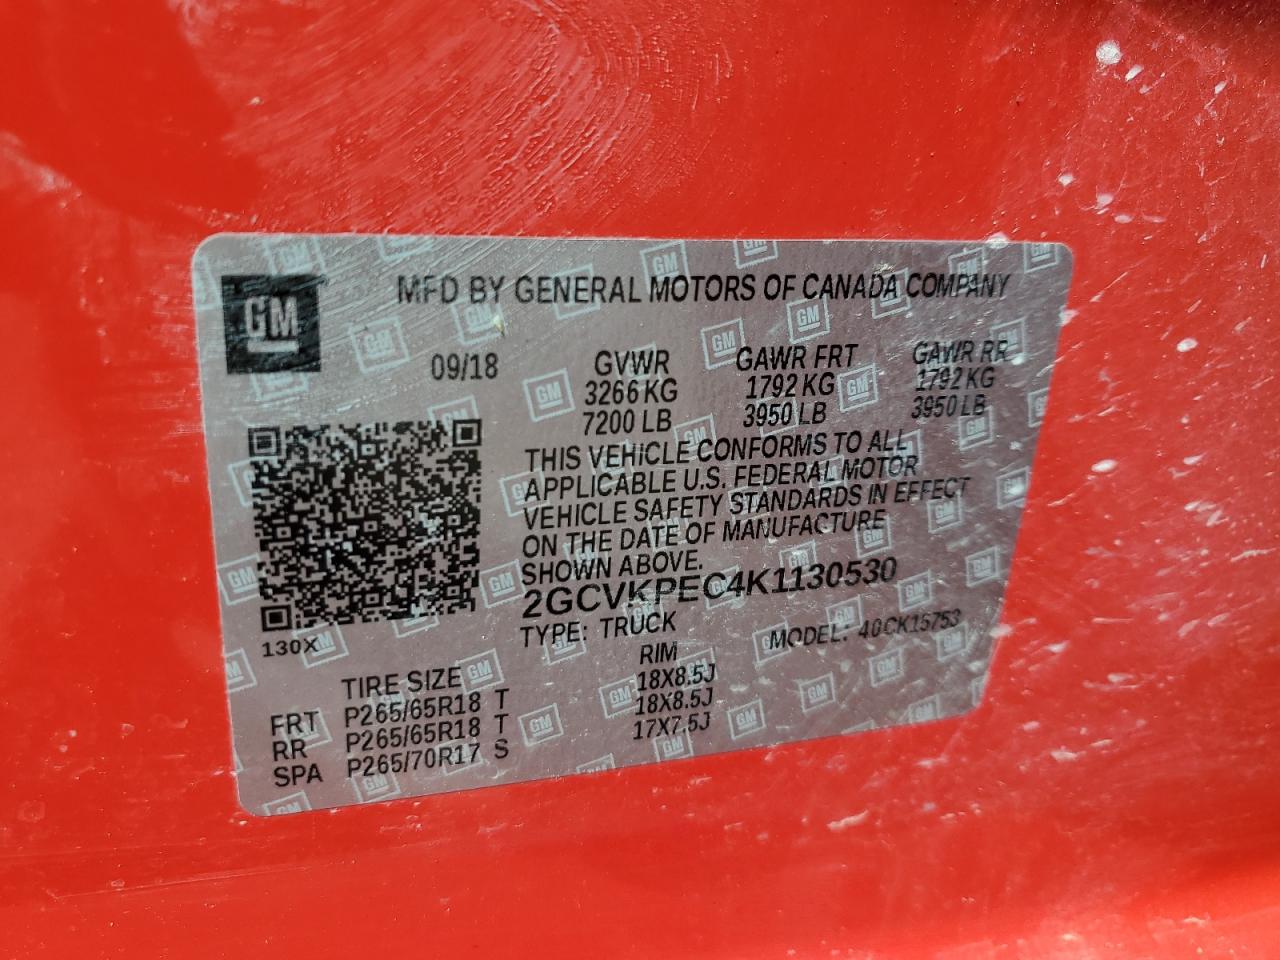 GM
MFD BY GENERAL MOTORS OF CANADA COMPANY
09/18
GVWR GAWR FRT GAWR RR
3266 KG 1792 KG 1792 KG
7200 LB 3950 LB 3950 LB
THIS VEHICLE CONFORMS TO ALL
APPLICABLE U.S. FEDERAL MOTOR
VEHICLE SAFETY STANDARDS IN EFFECT
ON THE DATE OF MANUFACTURE
SHOWN ABOVE.
2GCVKPEC4K1130530
TYPE: TRUCK MODEL: 40CK15753
130X
TIRE SIZE RIM
FRT P265/65R18 T 18X8.5J
RR P265/65R18 T 18X8.5J
SPA P265/70R17 S 17X7.5J